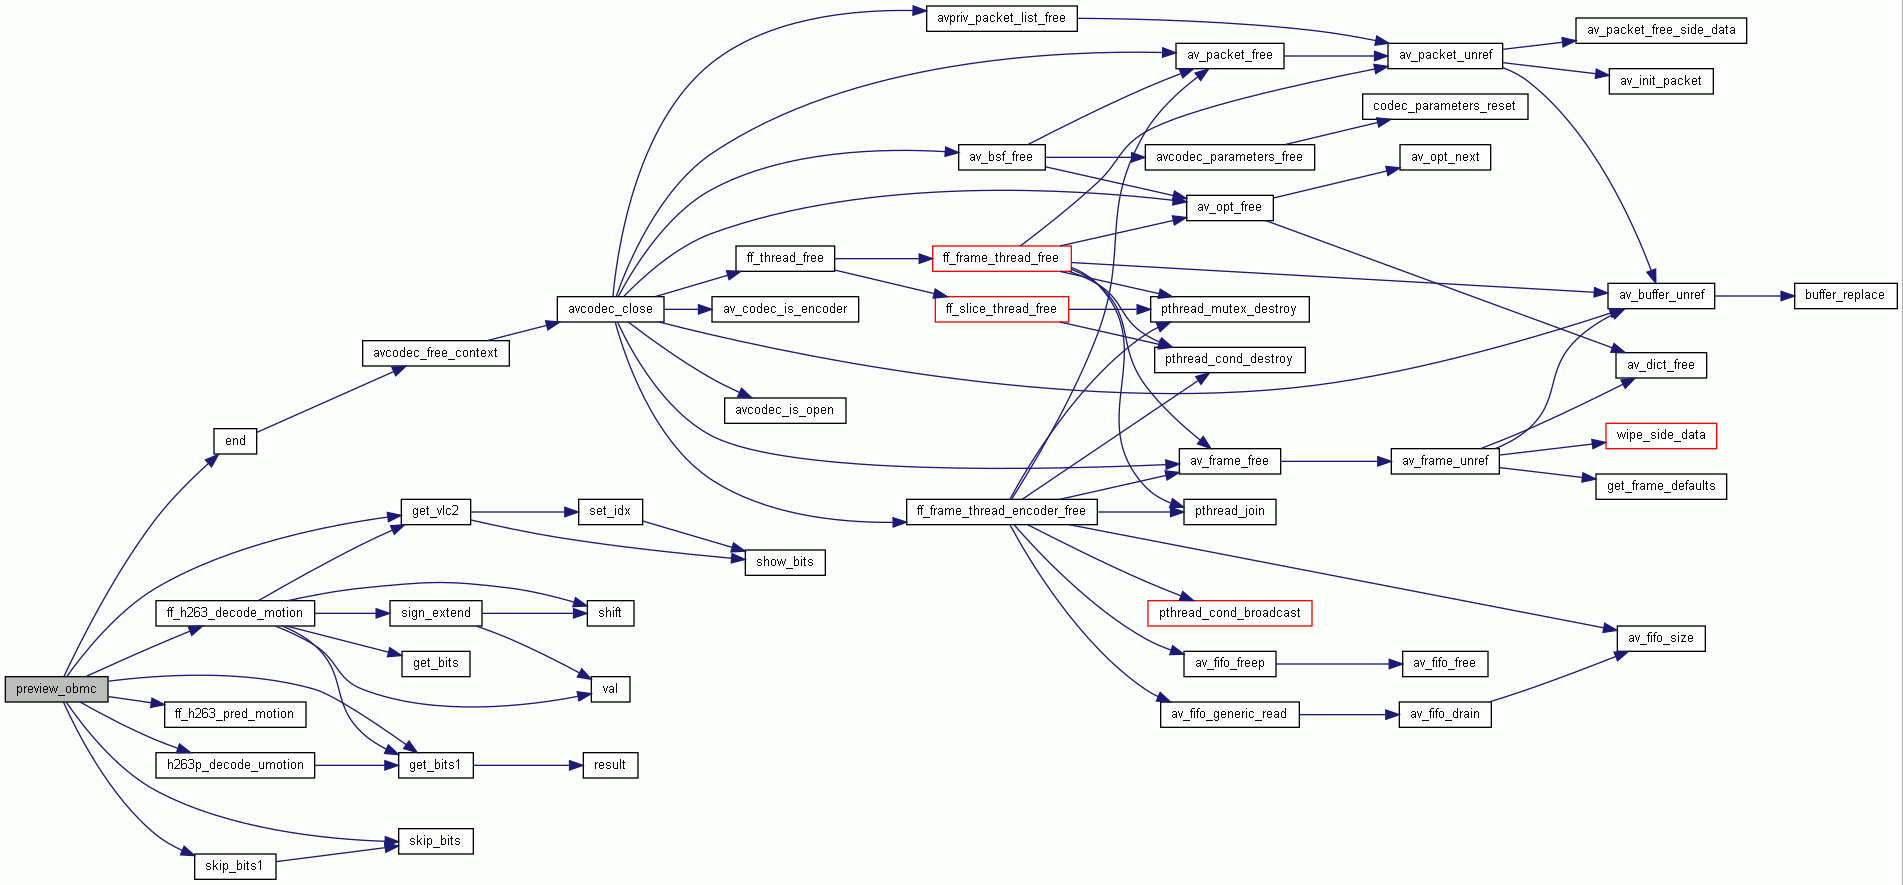 preview_obmc
end
ff_h263_decode_motion
ff_h263_pred_motion
h263p_decode_umotion
skip_bits1
avcodec_free_context
get_vlc2
sign_extend
get_bits
get_bits1
skip_bits
avcodec_close
set_idx
shift
val
result
ff_thread_free
av_codec_is_encoder
avcodec_is_open
show_bits
avpriv_packet_list_free
av_bsf_free
ff_frame_thread_free
ff_slice_thread_free
ff_frame_thread_encoder_free
av_packet_free
avcodec_parameters_free
av_opt_free
pthread_mutex_destroy
pthread_cond_destroy
av_frame_free
pthread_join
pthread_cond_broadcast
av_fifo_freep
av_fifo_generic_read
av_packet_unref
codec_parameters_reset
av_opt_next
av_frame_unref
av_fifo_free
av_fifo_drain
av_packet_free_side_data
av_init_packet
av_buffer_unref
av_dict_free
wipe_side_data
get_frame_defaults
av_fifo_size
buffer_replace